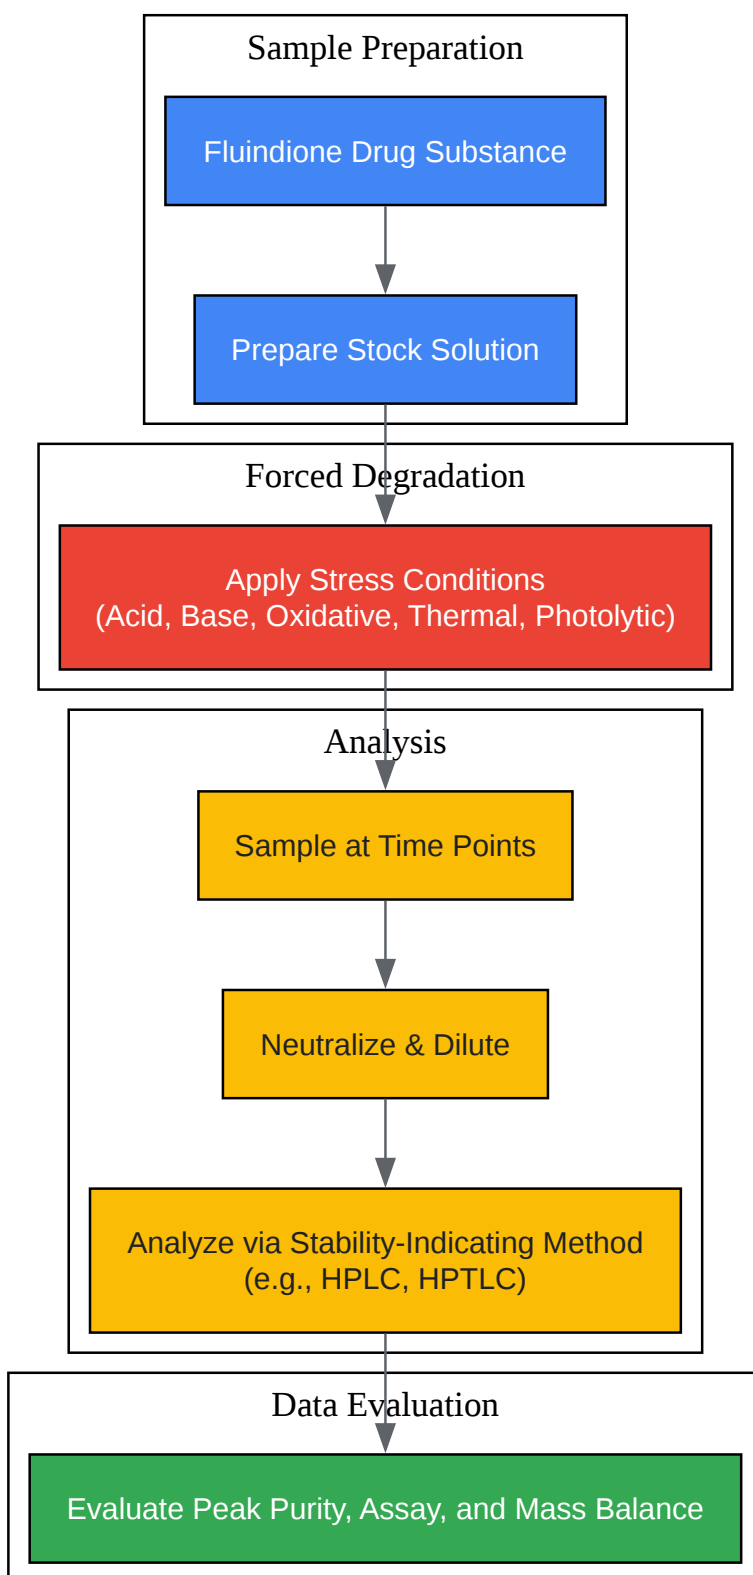 Sample Preparation
Fluindione Drug Substance
Prepare Stock Solution
Forced Degradation
Apply Stress Conditions
(Acid, Base, Oxidative, Thermal, Photolytic)
Analysis
Sample at Time Points
Neutralize & Dilute
Analyze via Stability-Indicating Method
(e.g., HPLC, HPTLC)
Data Evaluation
Evaluate Peak Purity, Assay, and Mass Balance